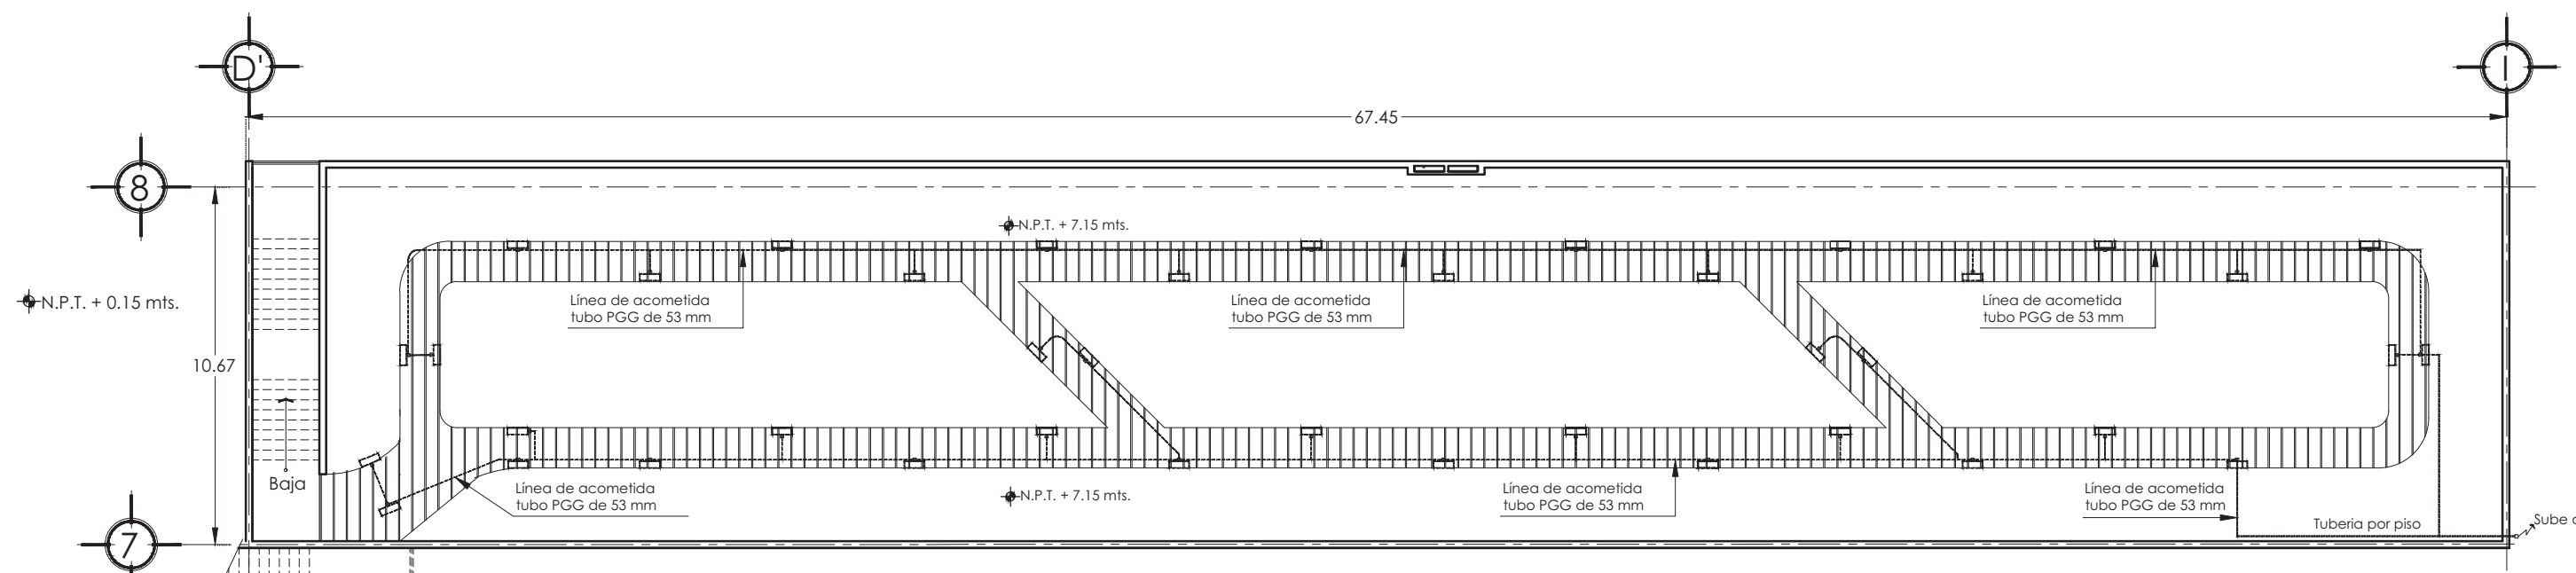 D'
I
67.45
8
N.P.T. + 7.15 mts.
N.P.T. + 0.15 mts.
Línea de acometida
tubo PGG de 53 mm
Línea de acometida
tubo PGG de 53 mm
Línea de acometida
tubo PGG de 53 mm
10.67
Baja
Línea de acometida
tubo PGG de 53 mm
N.P.T. + 7.15 mts.
Línea de acometida
tubo PGG de 53 mm
Línea de acometida
tubo PGG de 53 mm
Tuberia por piso
Sube
7